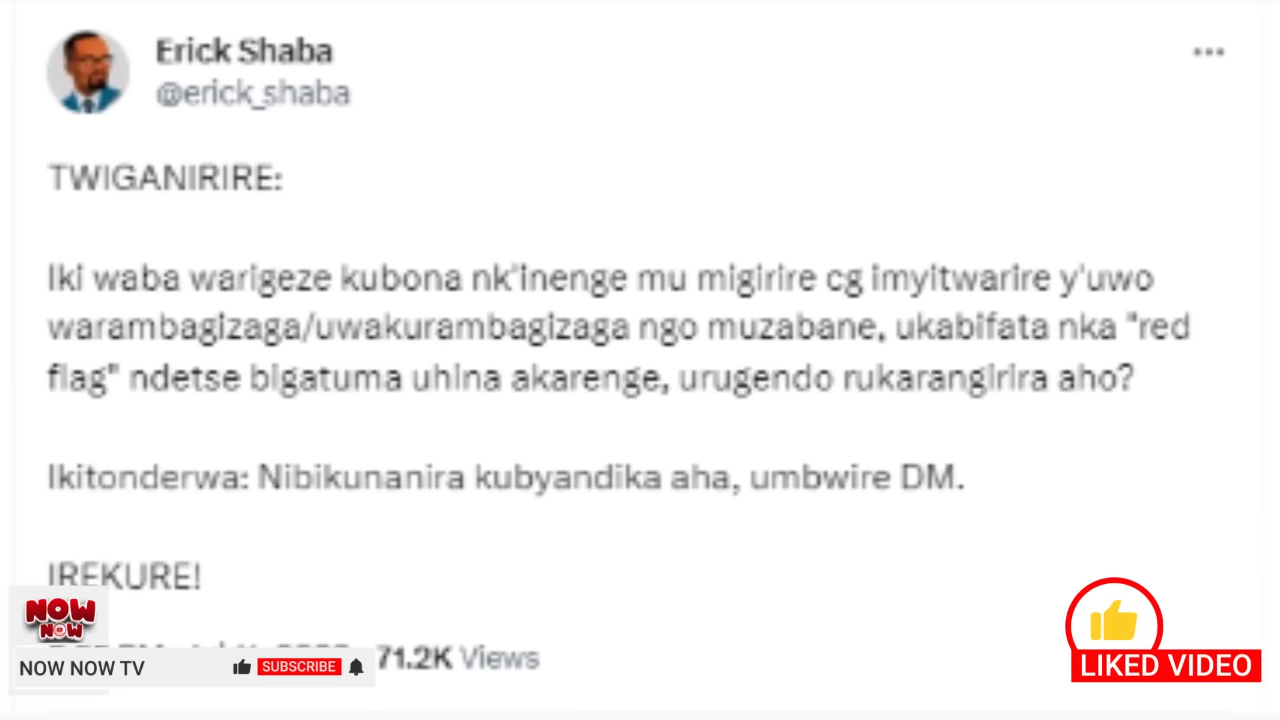 Erick Shaba
@erick_shaba
TWIGANIRIRE:
Iki waba warigeze kubona nk'inenge mu migirire cg imyitwarire y'uwo
warambagizaga/uwakurambagizaga ngo muzabane, ukabifata nka "red
flag" ndetse bigatuma uhina akarenge, urugendo rukarangirira aho?
Ikitonderwa: Nibikunanira kubyandika aha, umbwire DM.
IREKURE!
71.2K Views
NOW
NOW
NOW NOW TV
SUBSCRIBE
LIKED VIDEO